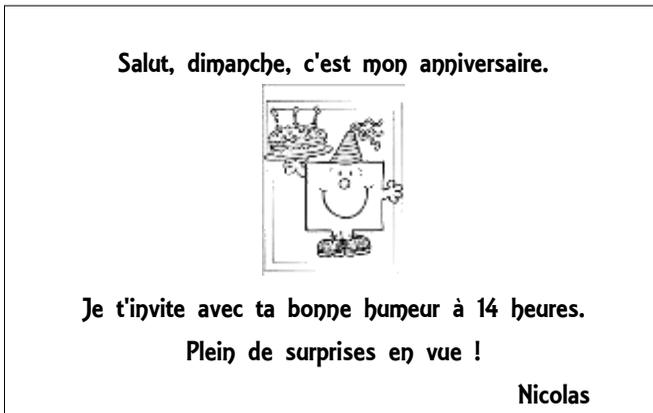 Salut, dimanche, c'est mon anniversaire.
Je t'invite avec ta bonne humeur à 14 heures.
Plein de surprises en vue !
Nicolas